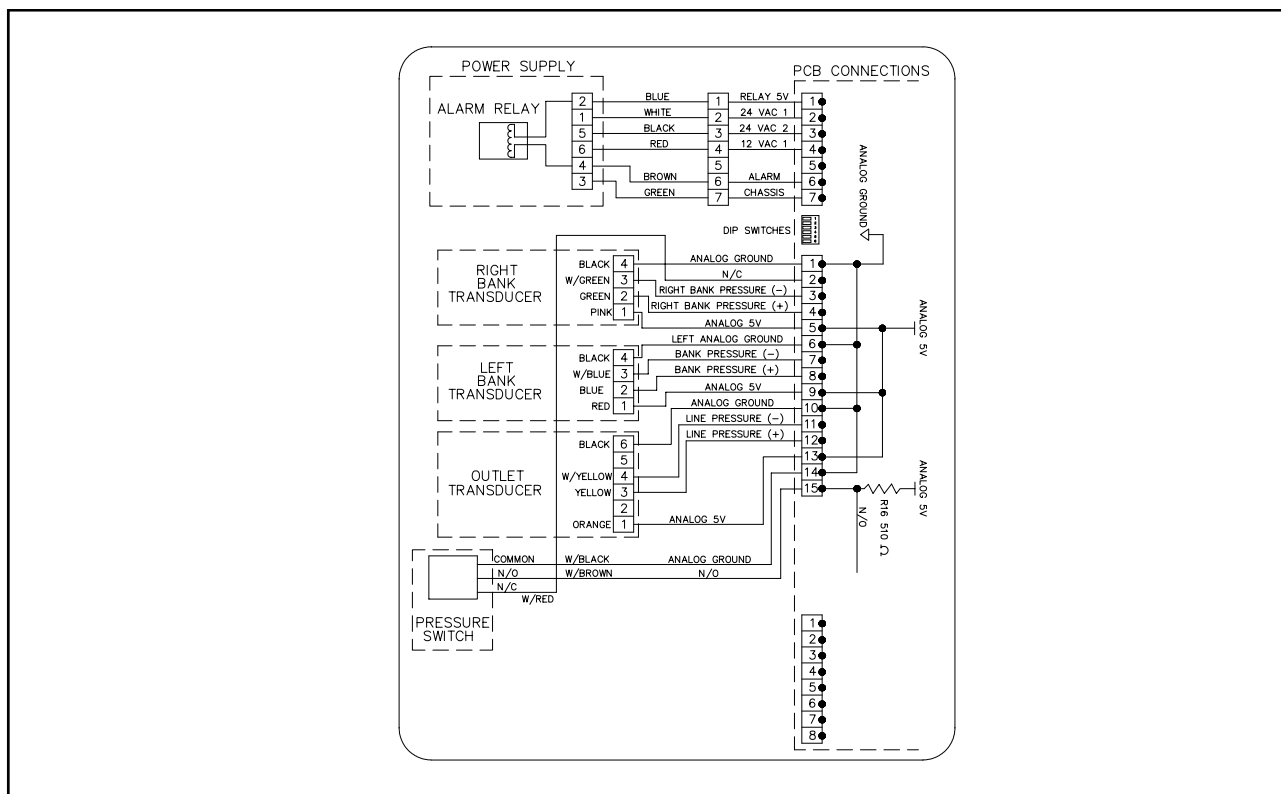 POWER SUPPLY
PCB CONNECTIONS
ALARM RELAY
2 BLUE 1 RELAY 5V 1
1 WHITE 2 24 VAC 1 2
5 BLACK 3 24 VAC 2 3
6 RED 4 12 VAC 1 4
4 5 5
3 BROWN 6 ALARM 6
GREEN 7 CHASSIS 7
ANALOG GROUND
DIP SWITCHES
RIGHT
BANK
TRANSDUCER
BLACK 4
W/GREEN 3
GREEN 2
PINK 1
ANALOG GROUND 1
N/C 2
RIGHT BANK PRESSURE (-) 3
RIGHT BANK PRESSURE (+) 4
ANALOG 5V 5
ANALOG 5V
LEFT
BANK
TRANSDUCER
BLACK 4
W/BLUE 3
BLUE 2
RED 1
LEFT ANALOG GROUND 6
BANK PRESSURE (-) 7
BANK PRESSURE (+) 8
ANALOG 5V 9
OUTLET
TRANSDUCER
BLACK 6
5
W/YELLOW 4
YELLOW 3
2
ORANGE 1
ANALOG GROUND 10
LINE PRESSURE (-) 11
LINE PRESSURE (+) 12
13
14
15
ANALOG 5V
ANALOG 5V
R16 510 Ω
N/O
COMMON W/BLACK ANALOG GROUND
N/O W/BROWN N/O
N/C
W/RED
PRESSURE
SWITCH
1
2
3
4
5
6
7
8